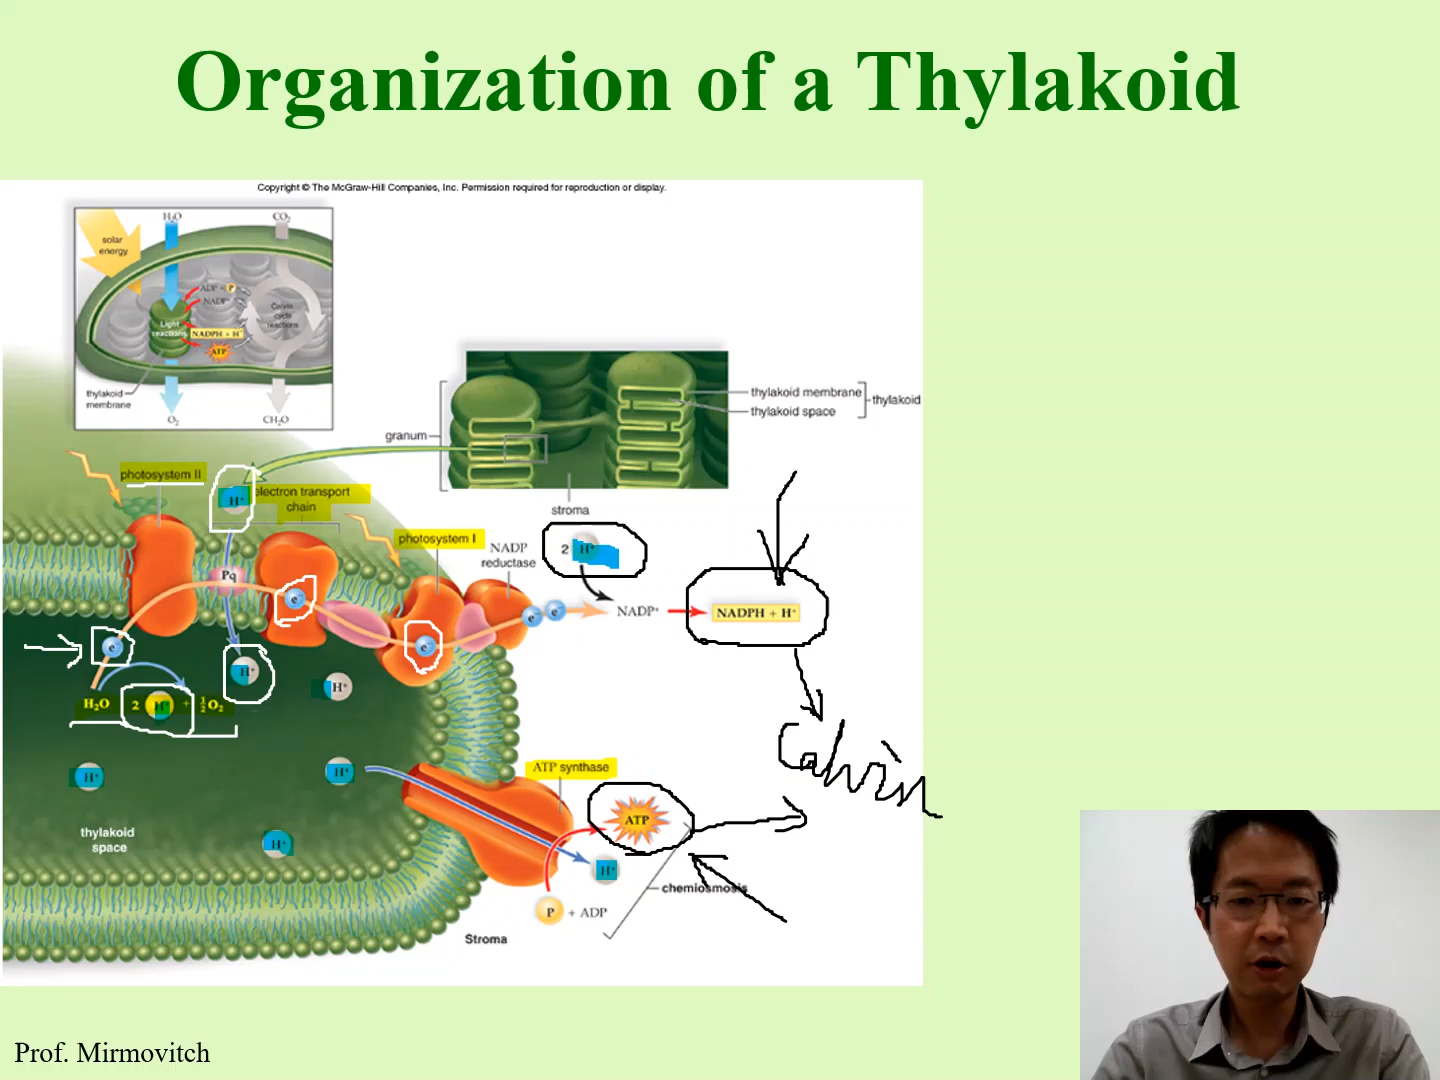 Organization of a Thylakoid
Copyright © The McGraw-Hill Companies, Inc. Permission required for reproduction or display.
H₂O
CO₂
solar
energy
ADP + P
NADP⁺
Calvin
cycle
reactions
Light
reactions
NADPH + H⁺
ATP
thylakoid
membrane
O₂
CH₂O
granum
thylakoid membrane
thylakoid space
thylakoid
stroma
photosystem II
H⁺
electron transport
chain
photosystem I
NADP
reductase
2 H⁺
Pq
e⁻
e⁻
e⁻
e⁻
e⁻
NADP⁺
NADPH + H⁺
H⁺
H⁺
H₂O
2 H⁺ + ½O₂
Calvin
H⁺
H⁺
ATP synthase
ATP
thylakoid
space
H⁺
H⁺
chemiosmosis
P + ADP
Stroma
Prof. Mirmovitch